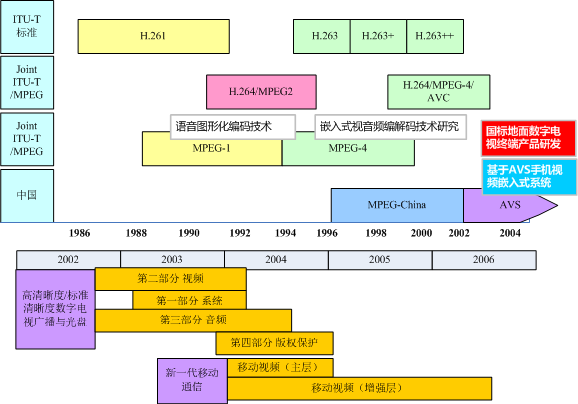 ITU-T
标准
H.261
H.263
H.263+
H.263++
Joint
ITU-T
/MPEG
H.264/MPEG2
H.264/MPEG-4/
AVC
Joint
ITU-T
/MPEG
语音图形化编码技术
嵌入式视音频编解码技术研究
MPEG-1
MPEG-4
国标地面数字电
视终端产品研发
中国
MPEG-China
AVS
基于AVS手机视
频嵌入式系统
1986
1988
1990
1992
1994
1996
1998
2000
2002
2004
2002
2003
2004
2005
2006
高清晰度/标准
清晰度数字电
视广播与光盘
第二部分 视频
第一部分 系统
第三部分 音频
第四部分 版权保护
新一代移动
通信
移动视频（主层）
移动视频（增强层）